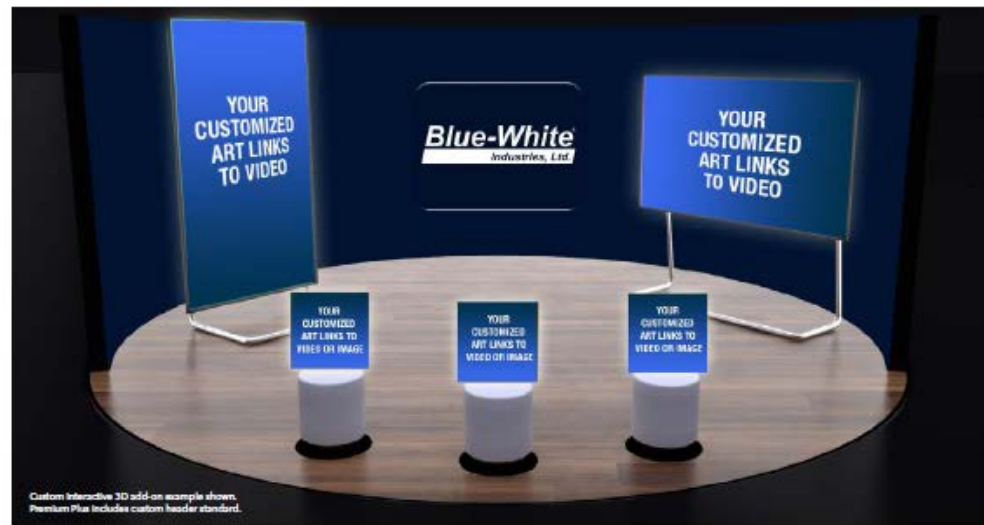 YOUR
CUSTOMIZED
ART LINKS
TO VIDEO
Blue-White
Industries, Ltd.
YOUR
CUSTOMIZED
ART LINKS
TO VIDEO
YOUR
CUSTOMIZED
ART LINKS TO
VIDEO OR IMAGE
YOUR
CUSTOMIZED
ART LINKS TO
VIDEO OR IMAGE
YOUR
CUSTOMIZED
ART LINKS TO
VIDEO OR IMAGE
Custom Interactive 3D add-on example shown.
Premium Plus includes custom header standard.